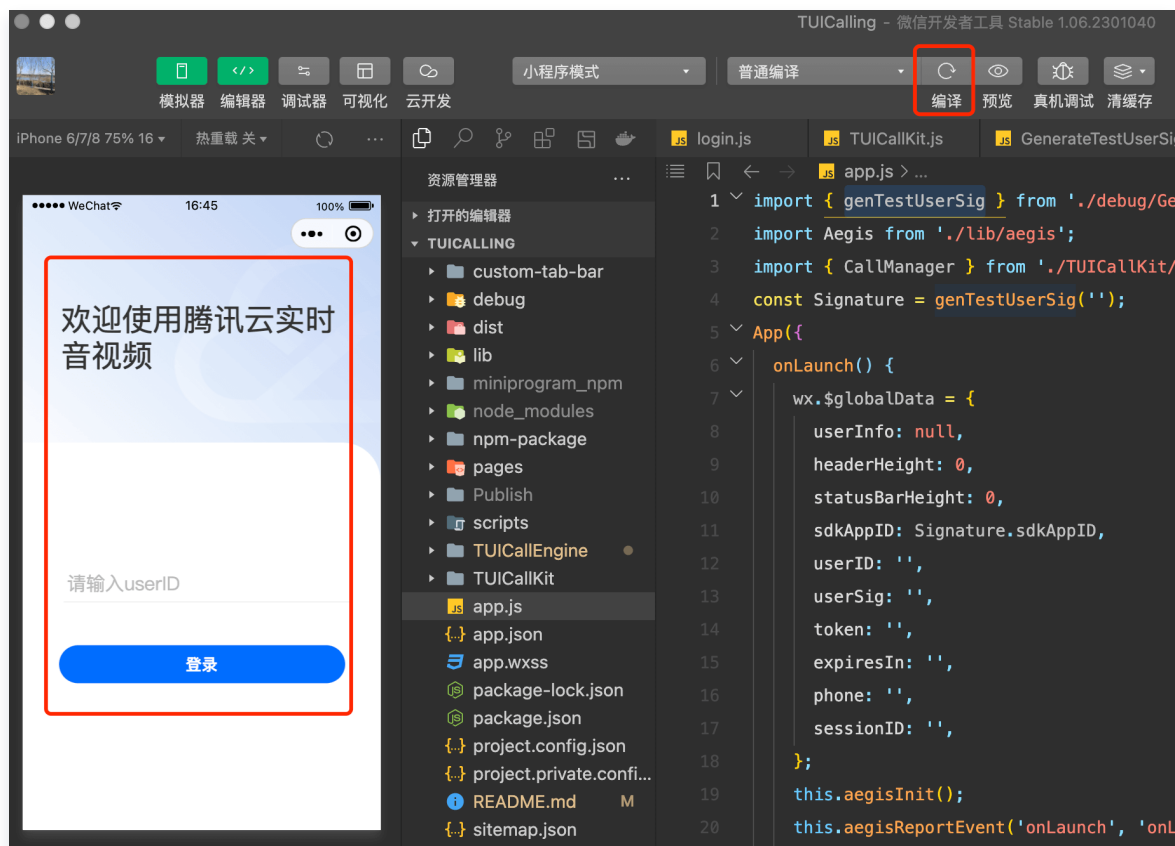 TUICalling - 微信开发者工具 Stable 1.06.2301040
模拟器 编辑器 调试器 可视化 云开发 小程序模式 普通编译 编译 预览 真机调试 清缓存
iPhone 6/7/8 75% 16 热重载 关
login.js TUICallKit.js GenerateTestUserSi
WeChat 16:45 100%
欢迎使用腾讯云实时
音视频
请输入userID
登录
资源管理器
打开的编辑器
TUICALLING
custom-tab-bar
debug
dist
lib
miniprogram_npm
node_modules
npm-package
pages
Publish
scripts
TUICallEngine
TUICallKit
JS app.js
{..} app.json
app.wxss
package-lock.json
package.json
{..} project.config.json
{..} project.private.confi...
README.md M
{..} sitemap.json
JS app.js > ...
1 import { genTestUserSig } from './debug/Ge
2 import Aegis from './lib/aegis';
3 import { CallManager } from './TUICallKit/
4 const Signature = genTestUserSig('');
5 App({
6 onLaunch() {
7 wx.$globalData = {
8 userInfo: null,
9 headerHeight: 0,
10 statusBarHeight: 0,
11 sdkAppID: Signature.sdkAppID,
12 userID: '',
13 userSig: '',
14 token: '',
15 expiresIn: '',
16 phone: '',
17 sessionID: '',
18 };
19 this.aegisInit();
20 this.aegisReportEvent('onLaunch', 'onL